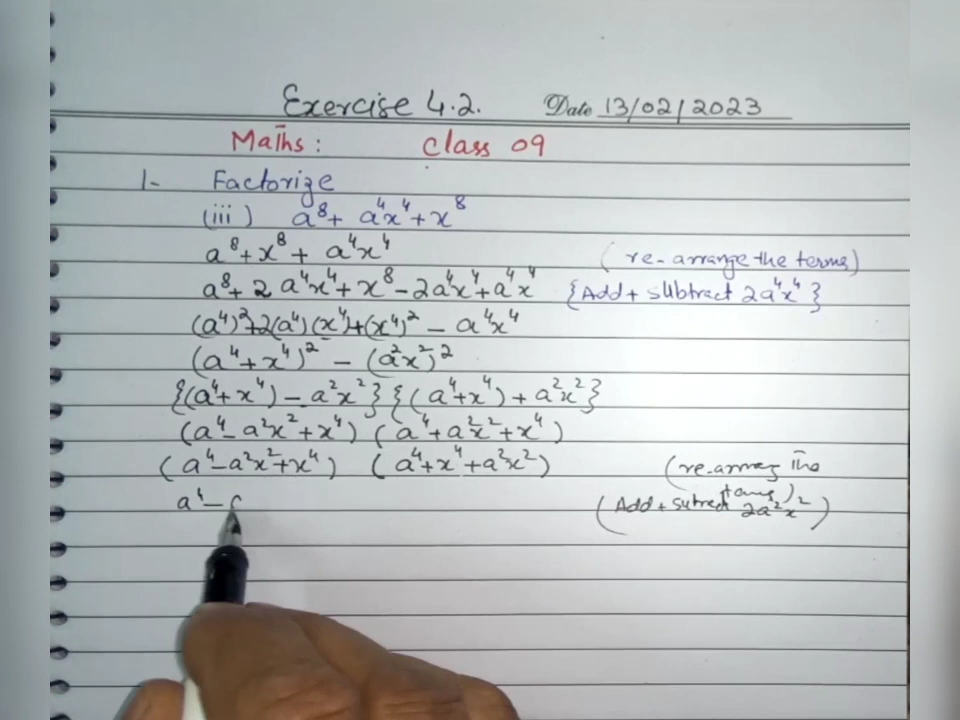 Exercise 4.2. Date 13/02/2023
Maths: Class 09
1- Factorize
(iii) a⁸+ a⁴x⁴+x⁸
a⁸+x⁸+ a⁴x⁴ (re-arrange the terms)
a⁸+2a⁴x⁴+x⁸-2a⁴x⁴+a⁴x⁴ {Add + subtract 2a⁴x⁴}
(a⁴)²+2(a⁴)(x⁴)+(x⁴)² - a⁴x⁴
(a⁴+x⁴)² - (a²x²)²
{(a⁴+x⁴) - a²x²}{(a⁴+x⁴)+a²x²}
(a⁴-a²x²+x⁴) (a⁴+a²x²+x⁴)
(a⁴-a²x²+x⁴) (a⁴+x⁴+a²x²) (re-arrang the
terms)
a⁴- (Add + sutrect 2a²x²)